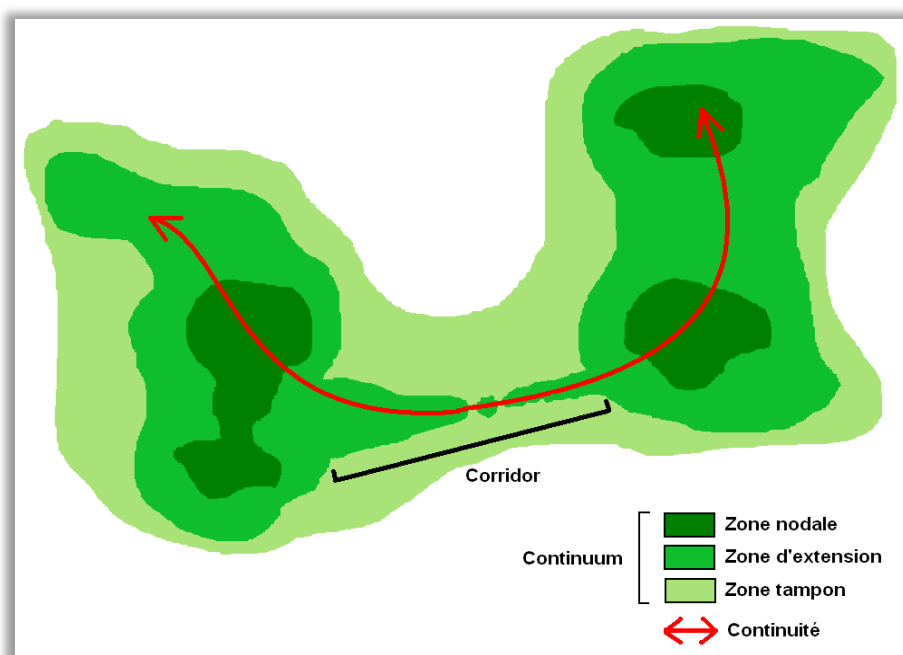 Corridor
Continuum
Zone nodale
Zone d'extension
Zone tampon
Continuité